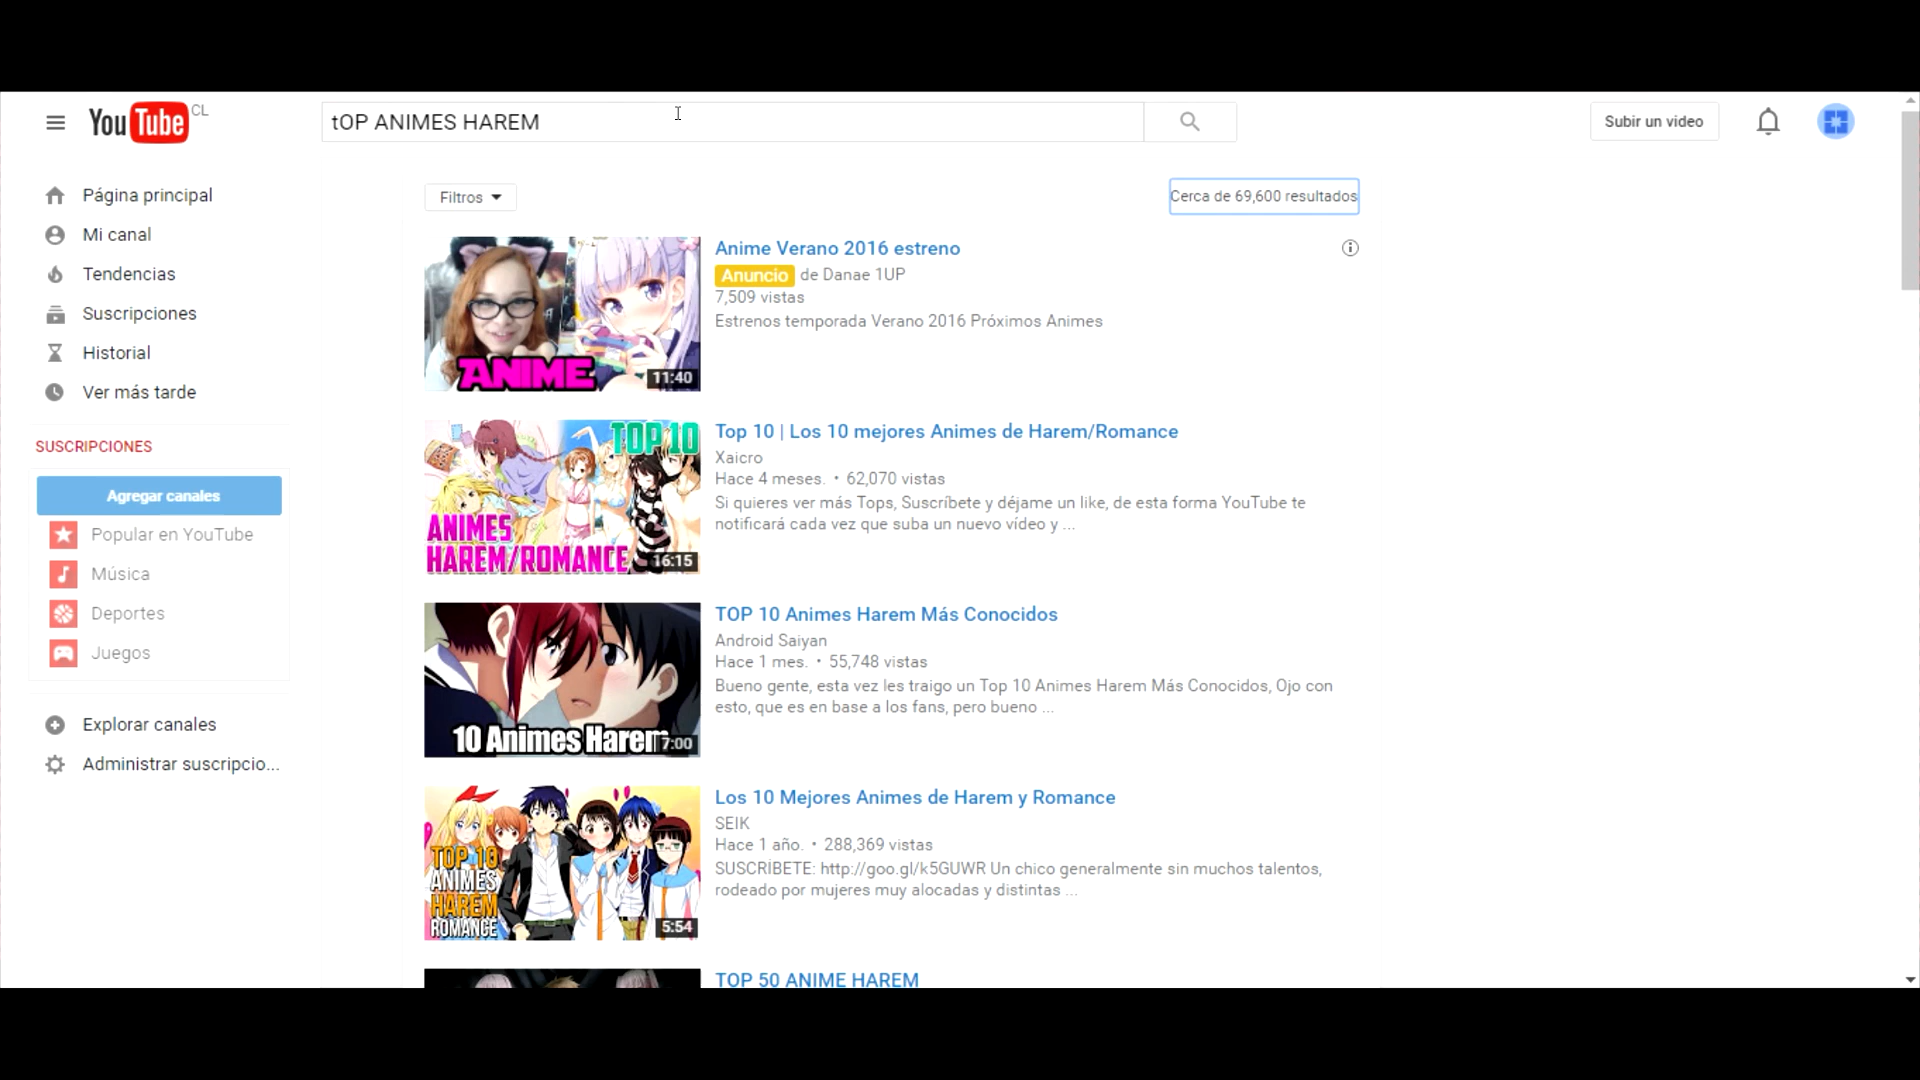 YouTube CL
tOP ANIMES HAREM
Subir un video
Página principal
Mi canal
Tendencias
Suscripciones
Historial
Ver más tarde
SUSCRIPCIONES
Agregar canales
Popular en YouTube
Música
Deportes
Juegos
Explorar canales
Administrar suscripcio...
Filtros
Cerca de 69,600 resultados
ANIME
11:40
Anime Verano 2016 estreno
Anuncio de Danae 1UP
7,509 vistas
Estrenos temporada Verano 2016 Próximos Animes
TOP 10
ANIMES
HAREM/ROMANCE
16:15
Top 10 | Los 10 mejores Animes de Harem/Romance
Xaicro
Hace 4 meses. • 62,070 vistas
Si quieres ver más Tops, Suscríbete y déjame un like, de esta forma YouTube te
notificará cada vez que suba un nuevo vídeo y ...
10 Animes Harem
7:00
TOP 10 Animes Harem Más Conocidos
Android Saiyan
Hace 1 mes. • 55,748 vistas
Bueno gente, esta vez les traigo un Top 10 Animes Harem Más Conocidos, Ojo con
esto, que es en base a los fans, pero bueno ...
TOP 10
ANIMES
HAREM
ROMANCE
5:54
Los 10 Mejores Animes de Harem y Romance
SEIK
Hace 1 año. • 288,369 vistas
SUSCRÍBETE: http://goo.gl/k5GUWR Un chico generalmente sin muchos talentos,
rodeado por mujeres muy alocadas y distintas ...
TOP 50 ANIME HAREM